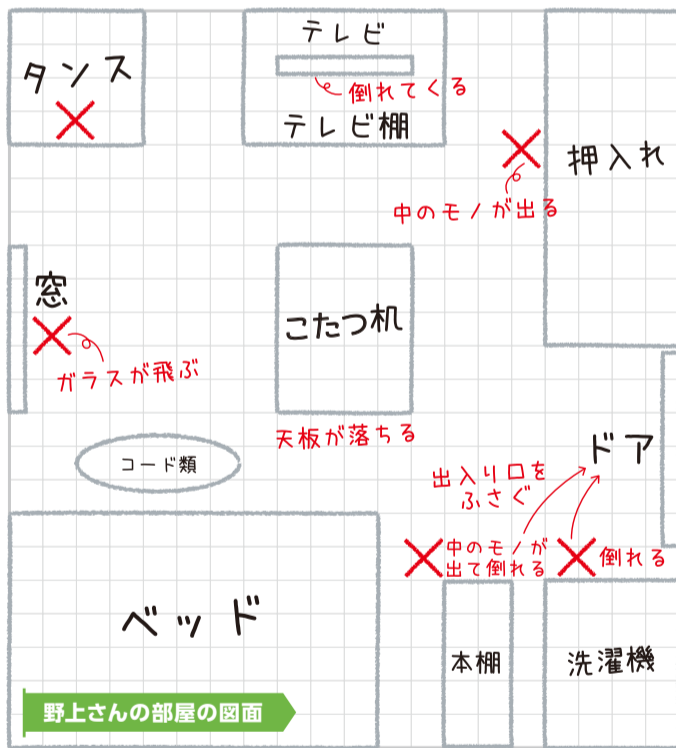 テレビ
タンス
倒れてくる
テレビ棚
押入れ
中のモノが出る
窓
こたつ机
ガラスが飛ぶ
天板が落ちる
ドア
コード類
出入り口を
ふさぐ
中のモノが
出て倒れる
倒れる
ベッド
本棚
洗濯機
野上さんの部屋の図面